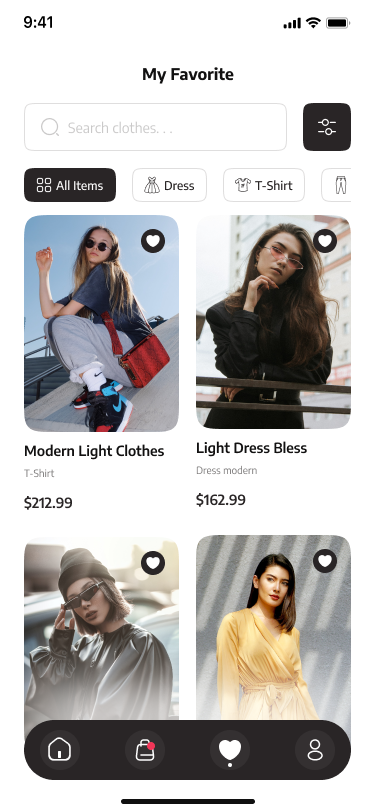 9:41
My Favorite
Search clothes. . .
All Items
Dress
T-Shirt
Modern Light Clothes
T-Shirt
$212.99
Light Dress Bless
Dress modern
$162.99